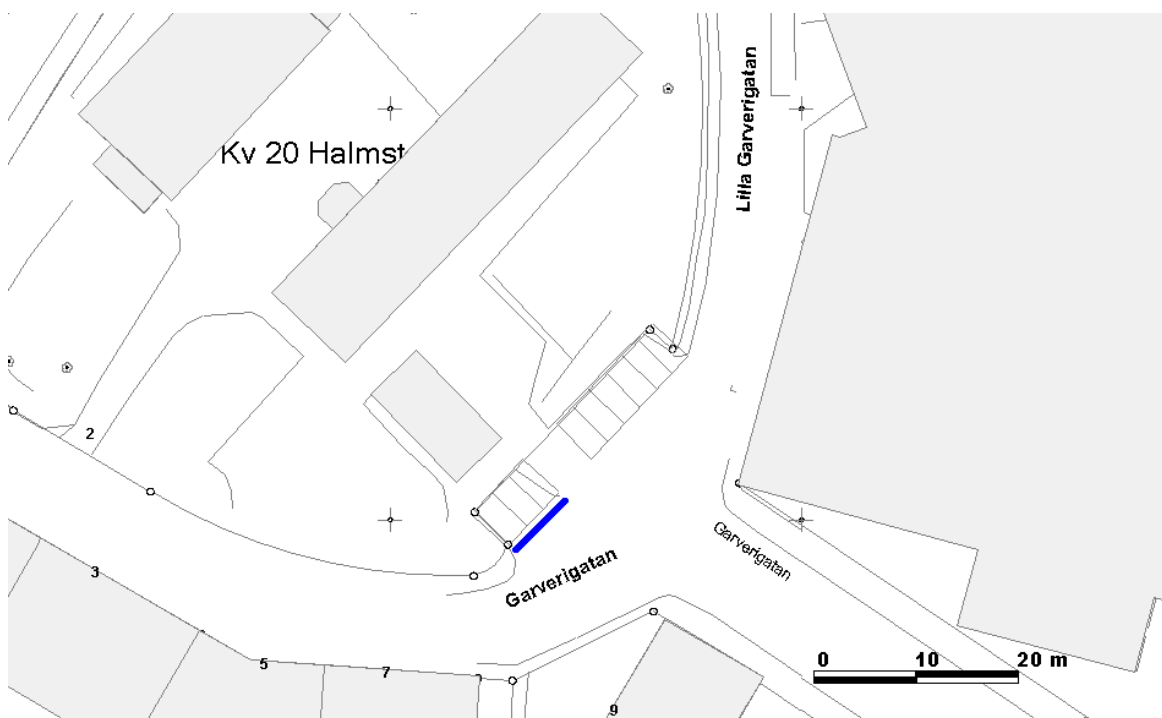 Lilla Garverigatan
Kv 20 Halmst
2
Garverigatan
Garverigatan
3
5
7
9
0 10 20 m